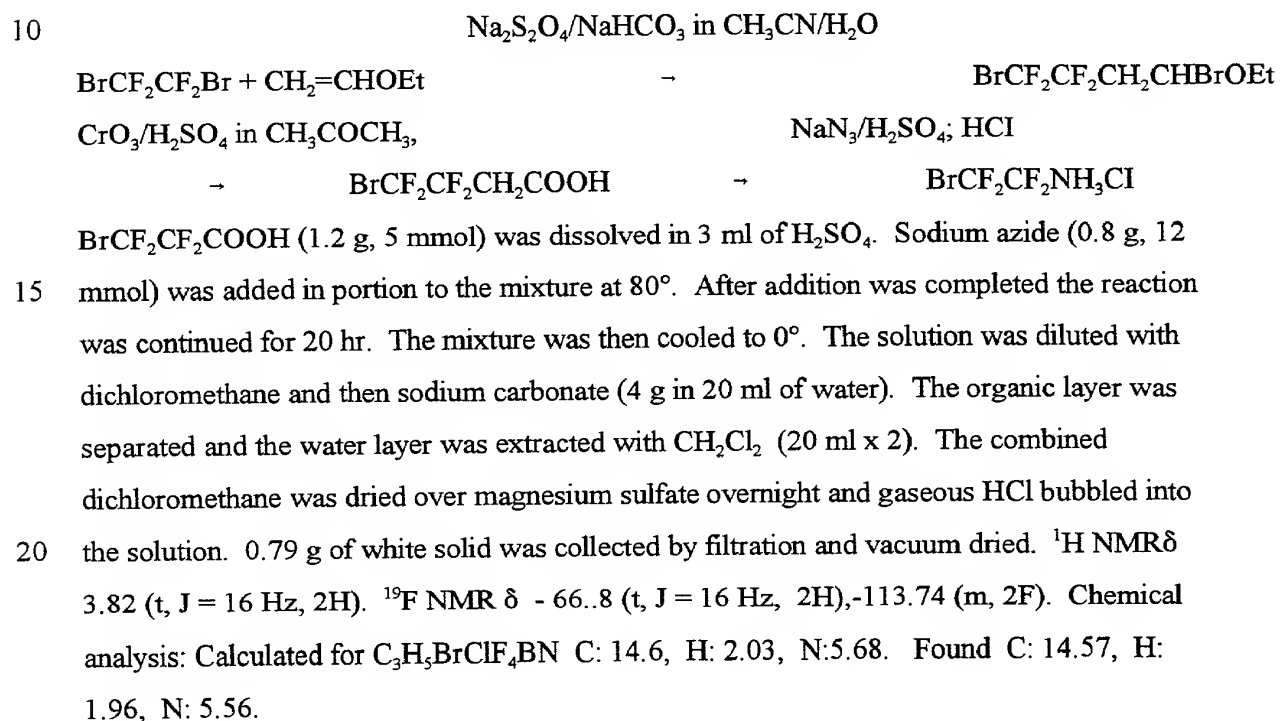 10 Na₂S₂O₄/NaHCO₃ in CH₃CN/H₂O
BrCF₂CF₂Br + CH₂=CHOEt → BrCF₂CF₂CH₂CHBrOEt
CrO₃/H₂SO₄ in CH₃COCH₃, NaN₃/H₂SO₄; HCI
→ BrCF₂CF₂CH₂COOH → BrCF₂CF₂NH₃CI
BrCF₂CF₂COOH (1.2 g, 5 mmol) was dissolved in 3 ml of H₂SO₄. Sodium azide (0.8 g, 12
15 mmol) was added in portion to the mixture at 80°. After addition was completed the reaction
was continued for 20 hr. The mixture was then cooled to 0°. The solution was diluted with
dichloromethane and then sodium carbonate (4 g in 20 ml of water). The organic layer was
separated and the water layer was extracted with CH₂Cl₂ (20 ml x 2). The combined
dichloromethane was dried over magnesium sulfate overnight and gaseous HCl bubbled into
20 the solution. 0.79 g of white solid was collected by filtration and vacuum dried. ¹H NMRδ
3.82 (t, J = 16 Hz, 2H). ¹⁹F NMR δ - 66..8 (t, J = 16 Hz, 2H),-113.74 (m, 2F). Chemical
analysis: Calculated for C₃H₅BrClF₄BN C: 14.6, H: 2.03, N:5.68. Found C: 14.57, H:
1.96, N: 5.56.